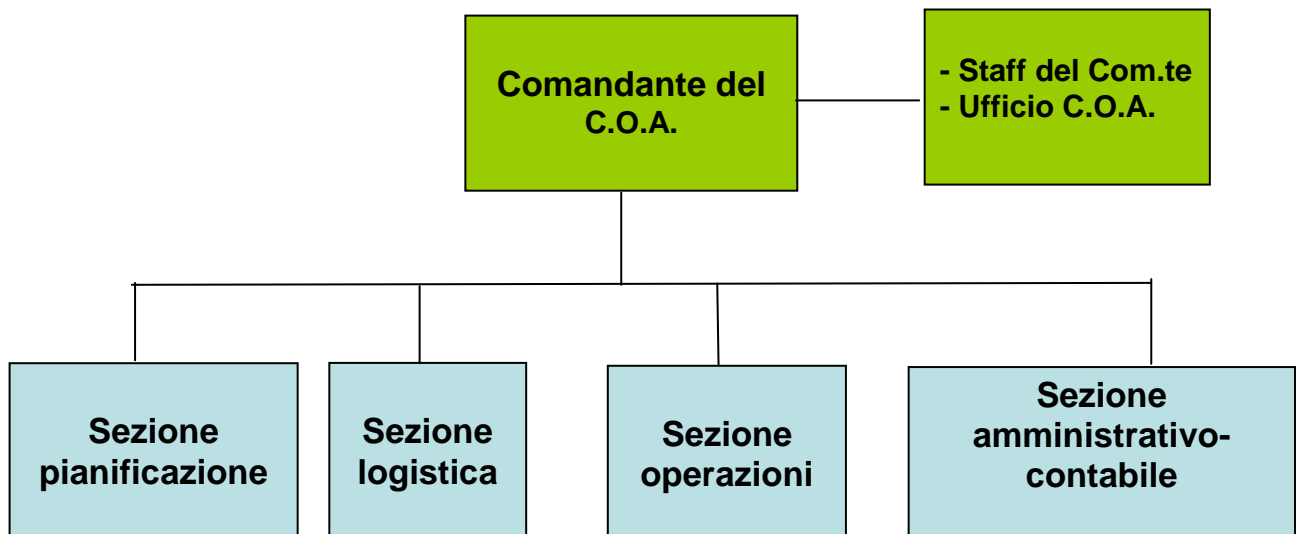 Comandante del
C.O.A.
- Staff del Com.te
- Ufficio C.O.A.
Sezione
pianificazione
Sezione
logistica
Sezione
operazioni
Sezione
amministrativo-
contabile